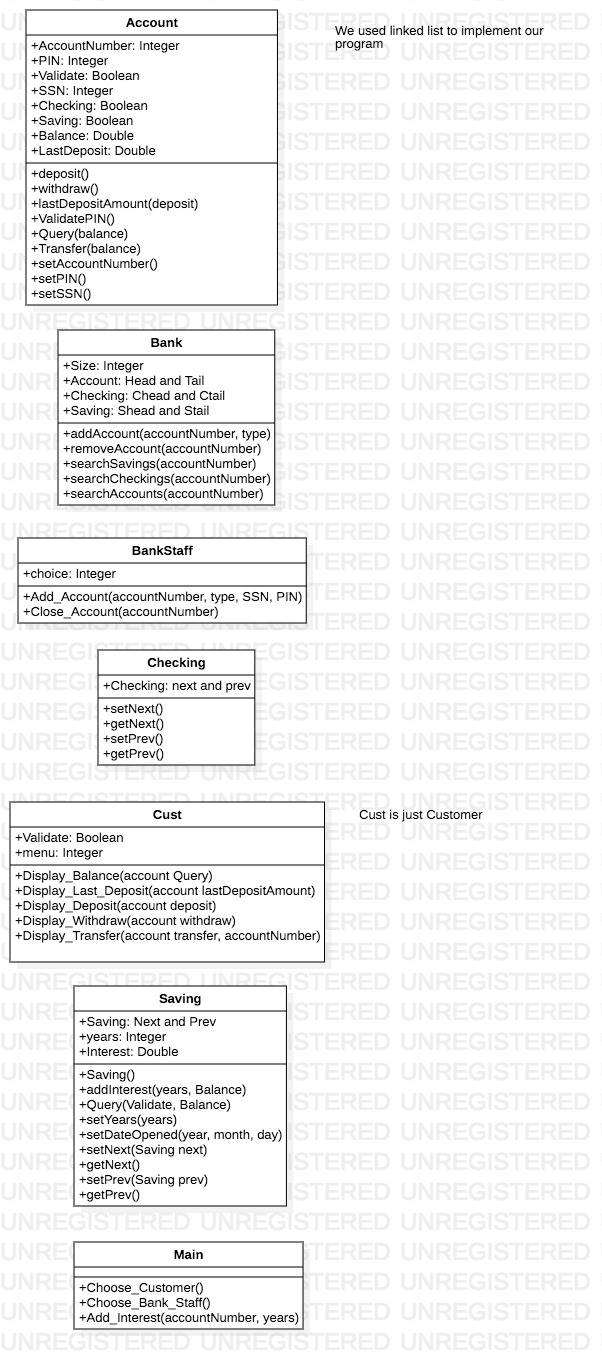 Account
We used linked list to implement our
program
+AccountNumber: Integer
+PIN: Integer
+Validate: Boolean
+SSN: Integer
+Checking: Boolean
+Saving: Boolean
+Balance: Double
+LastDeposit: Double
+deposit()
+withdraw()
+lastDepositAmount(deposit)
+ValidatePIN()
+Query(balance)
+Transfer(balance)
+setAccountNumber()
+setPIN()
+setSSN()
Bank
+Size: Integer
+Account: Head and Tail
+Checking: Chead and Ctail
+Saving: Shead and Stail
+addAccount(accountNumber, type)
+removeAccount(accountNumber)
+searchSavings(accountNumber)
+searchCheckings(accountNumber)
+searchAccounts(accountNumber)
BankStaff
+choice: Integer
+Add_Account(accountNumber, type, SSN, PIN)
+Close_Account(accountNumber)
Checking
+Checking: next and prev
+setNext()
+getNext()
+setPrev()
+getPrev()
Cust
Cust is just Customer
+Validate: Boolean
+menu: Integer
+Display_Balance(account Query)
+Display_Last_Deposit(account lastDepositAmount)
+Display_Deposit(account deposit)
+Display_Withdraw(account withdraw)
+Display_Transfer(account transfer, accountNumber)
Saving
+Saving: Next and Prev
+years: Integer
+Interest: Double
+Saving()
+addInterest(years, Balance)
+Query(Validate, Balance)
+setYears(years)
+setDateOpened(year, month, day)
+setNext(Saving next)
+getNext()
+setPrev(Saving prev)
+getPrev()
Main
+Choose_Customer()
+Choose_Bank_Staff()
+Add_Interest(accountNumber, years)
UNREGISTERED